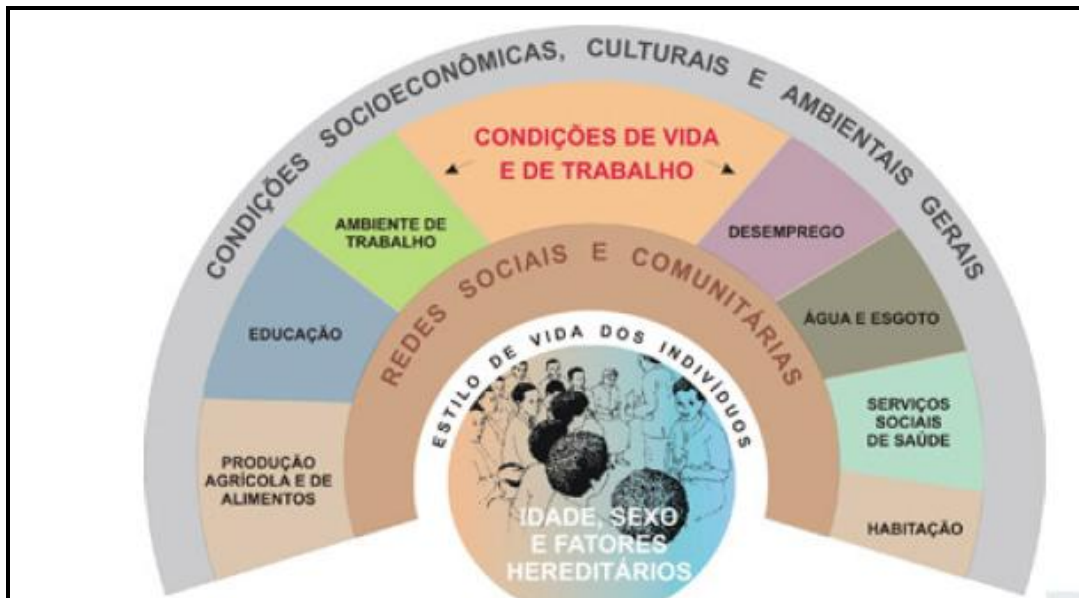 CONDIÇÕES SOCIOECONÔMICAS, CULTURAIS E AMBIENTAIS GERAIS
CONDIÇÕES DE VIDA
E DE TRABALHO
AMBIENTE DE
TRABALHO
DESEMPREGO
REDES SOCIAIS E COMUNITÁRIAS
EDUCAÇÃO
ÁGUA E ESGOTO
ESTILO DE VIDA DOS INDIVÍDUOS
SERVIÇOS
SOCIAIS
DE SAÚDE
PRODUÇÃO
AGRÍCOLA E DE
ALIMENTOS
HABITAÇÃO
IDADE, SEXO
E FATORES
HEREDITÁRIOS